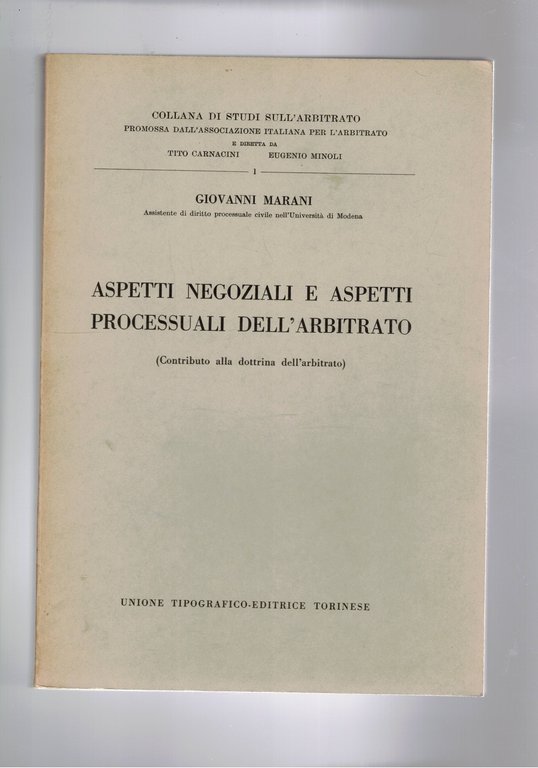 COLLANA DI STUDI SULL'ARBITRATO
PROMOSSA DALL'ASSOCIAZIONE ITALIANA PER L'ARBITRATO
E DIRETTA DA
TITO CARNACINI EUGENIO MINOLI
1
GIOVANNI MARANI
Assistente di diritto processuale civile nell'Università di Modena
ASPETTI NEGOZIALI E ASPETTI
PROCESSUALI DELL'ARBITRATO
(Contributo alla dottrina dell'arbitrato)
UNIONE TIPOGRAFICO-EDITRICE TORINESE